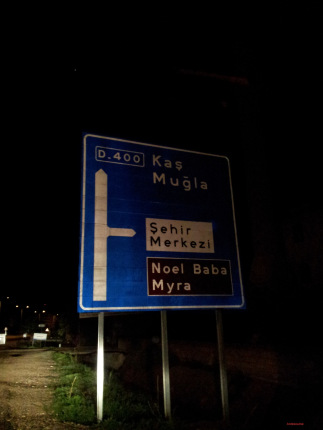 D.400 Kaş
Muğla
Şehir
Merkezi
Noel Baba
Myra